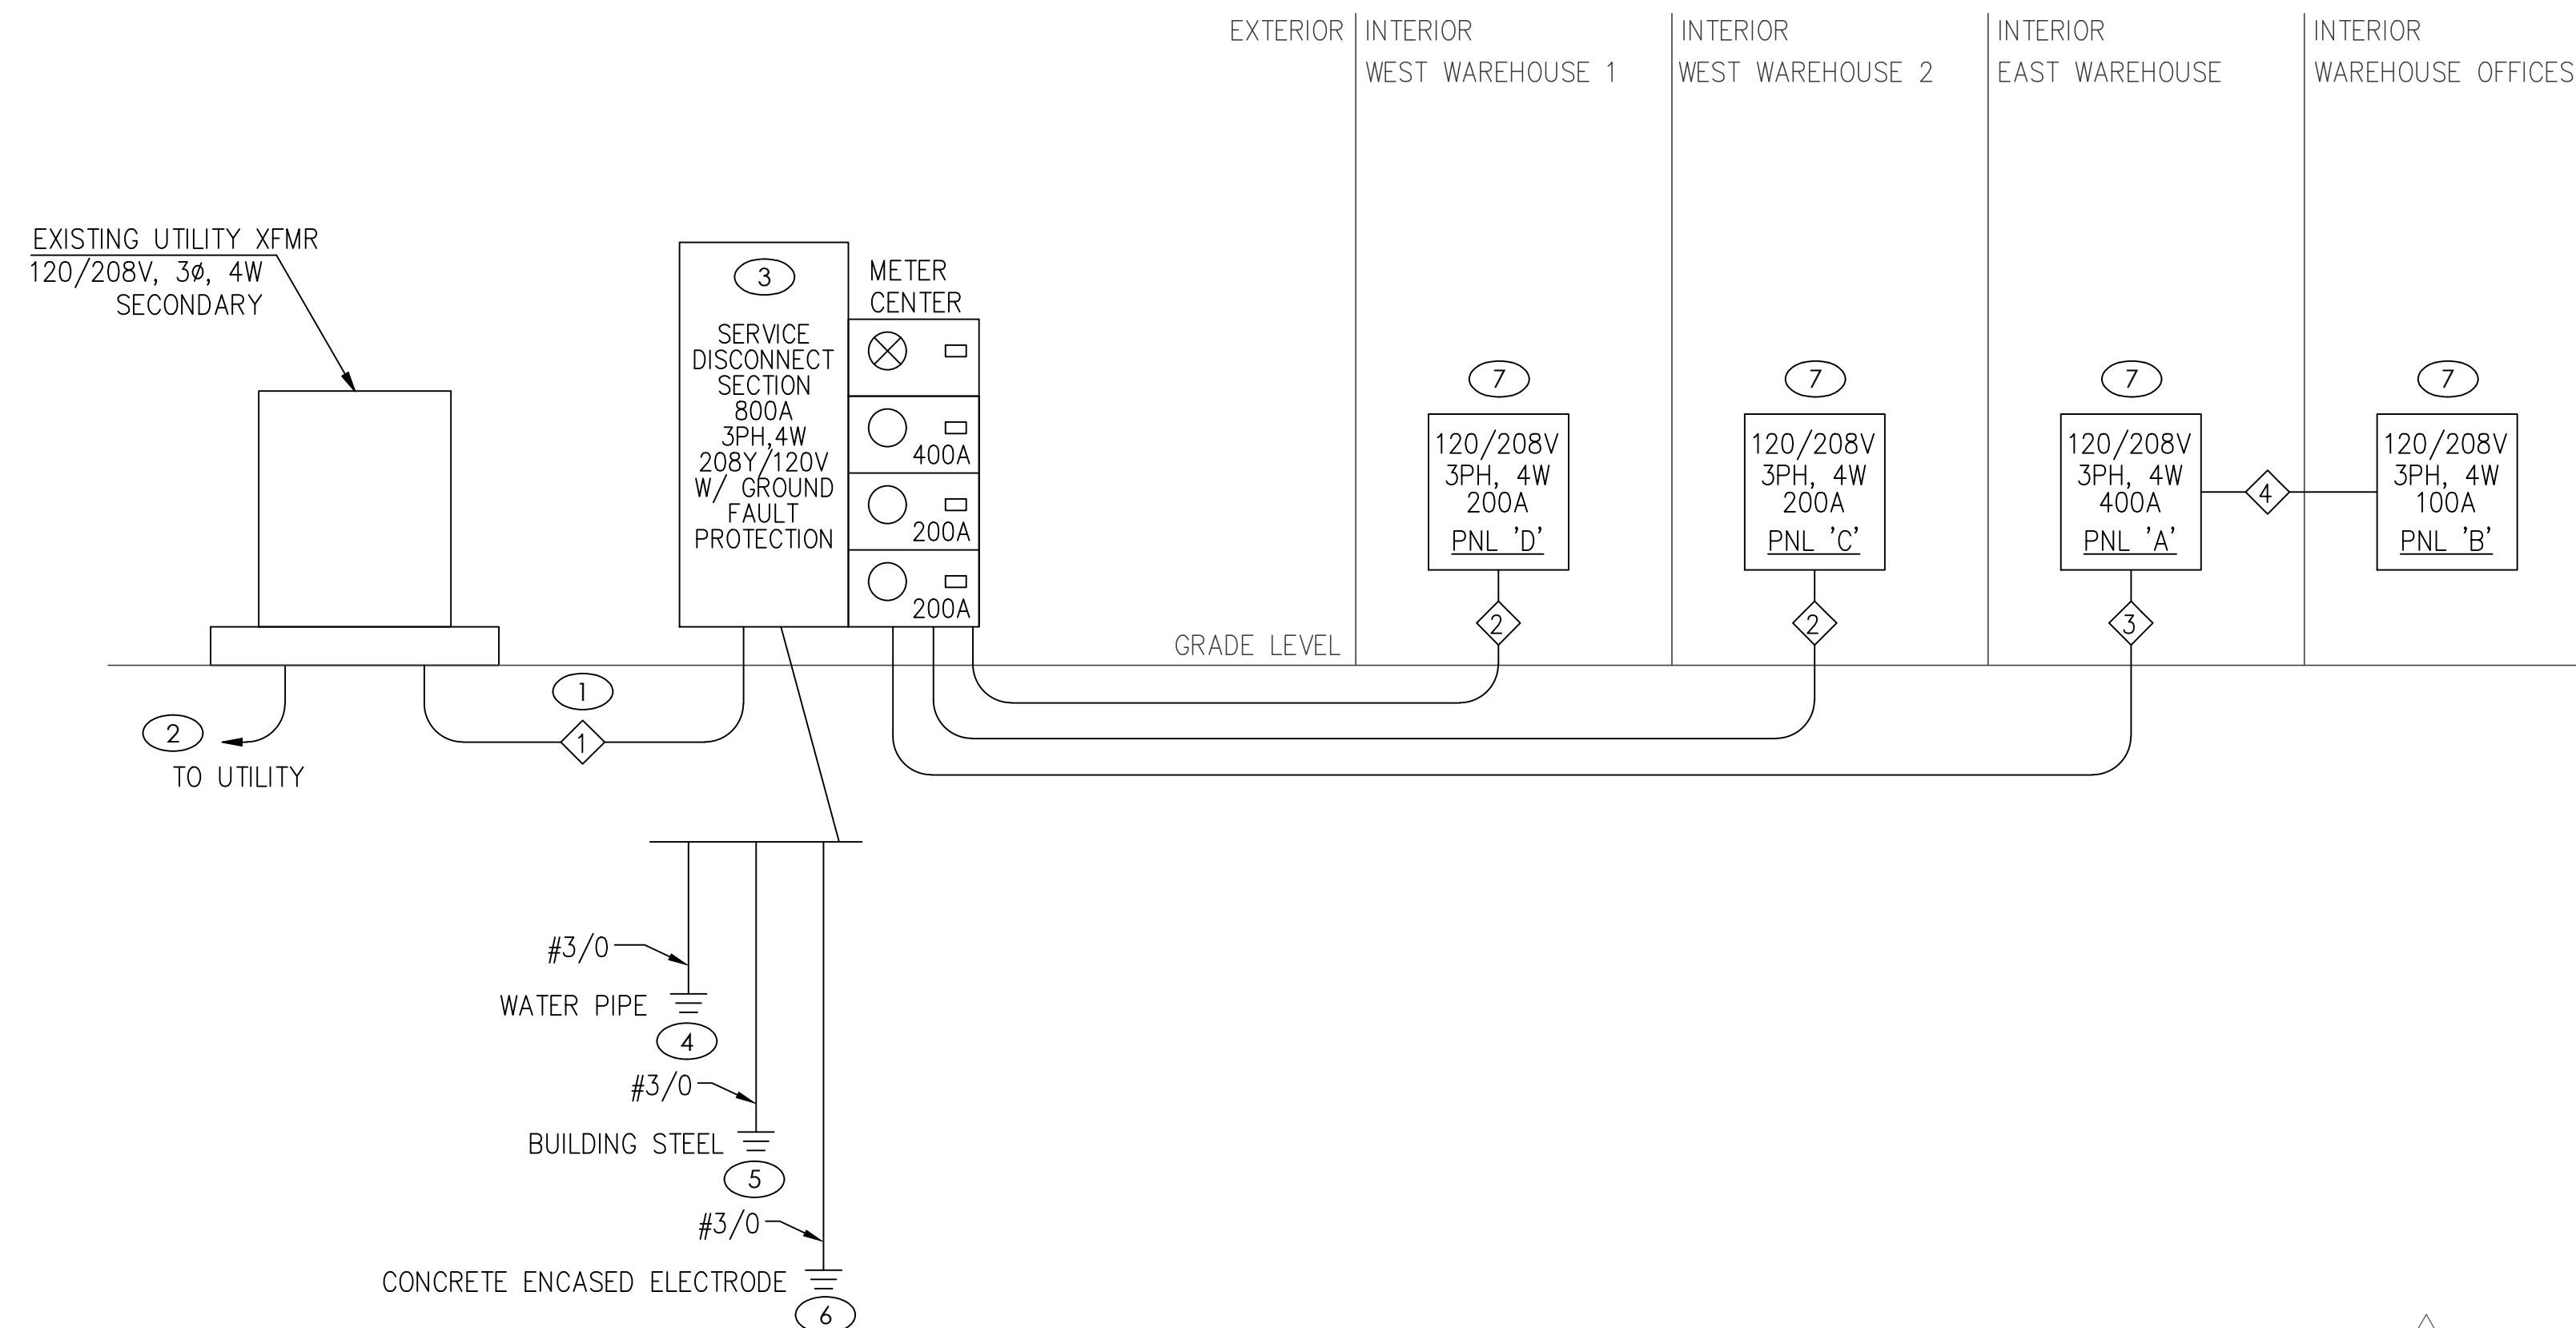 EXTERIOR
INTERIOR
WEST WAREHOUSE 1
INTERIOR
WEST WAREHOUSE 2
INTERIOR
EAST WAREHOUSE
INTERIOR
WAREHOUSE OFFICES
EXISTING UTILITY XFMR
120/208V, 3ø, 4W
SECONDARY
3
SERVICE
DISCONNECT
SECTION
800A
3PH,4W
208Y/120V
W/ GROUND
FAULT
PROTECTION
METER
CENTER
400A
200A
200A
7
120/208V
3PH, 4W
200A
PNL 'D'
2
7
120/208V
3PH, 4W
200A
PNL 'C'
2
7
120/208V
3PH, 4W
400A
PNL 'A'
3
4
7
120/208V
3PH, 4W
100A
PNL 'B'
GRADE LEVEL
1
1
2
TO UTILITY
#3/0
WATER PIPE
4
#3/0
BUILDING STEEL
5
#3/0
CONCRETE ENCASED ELECTRODE
6